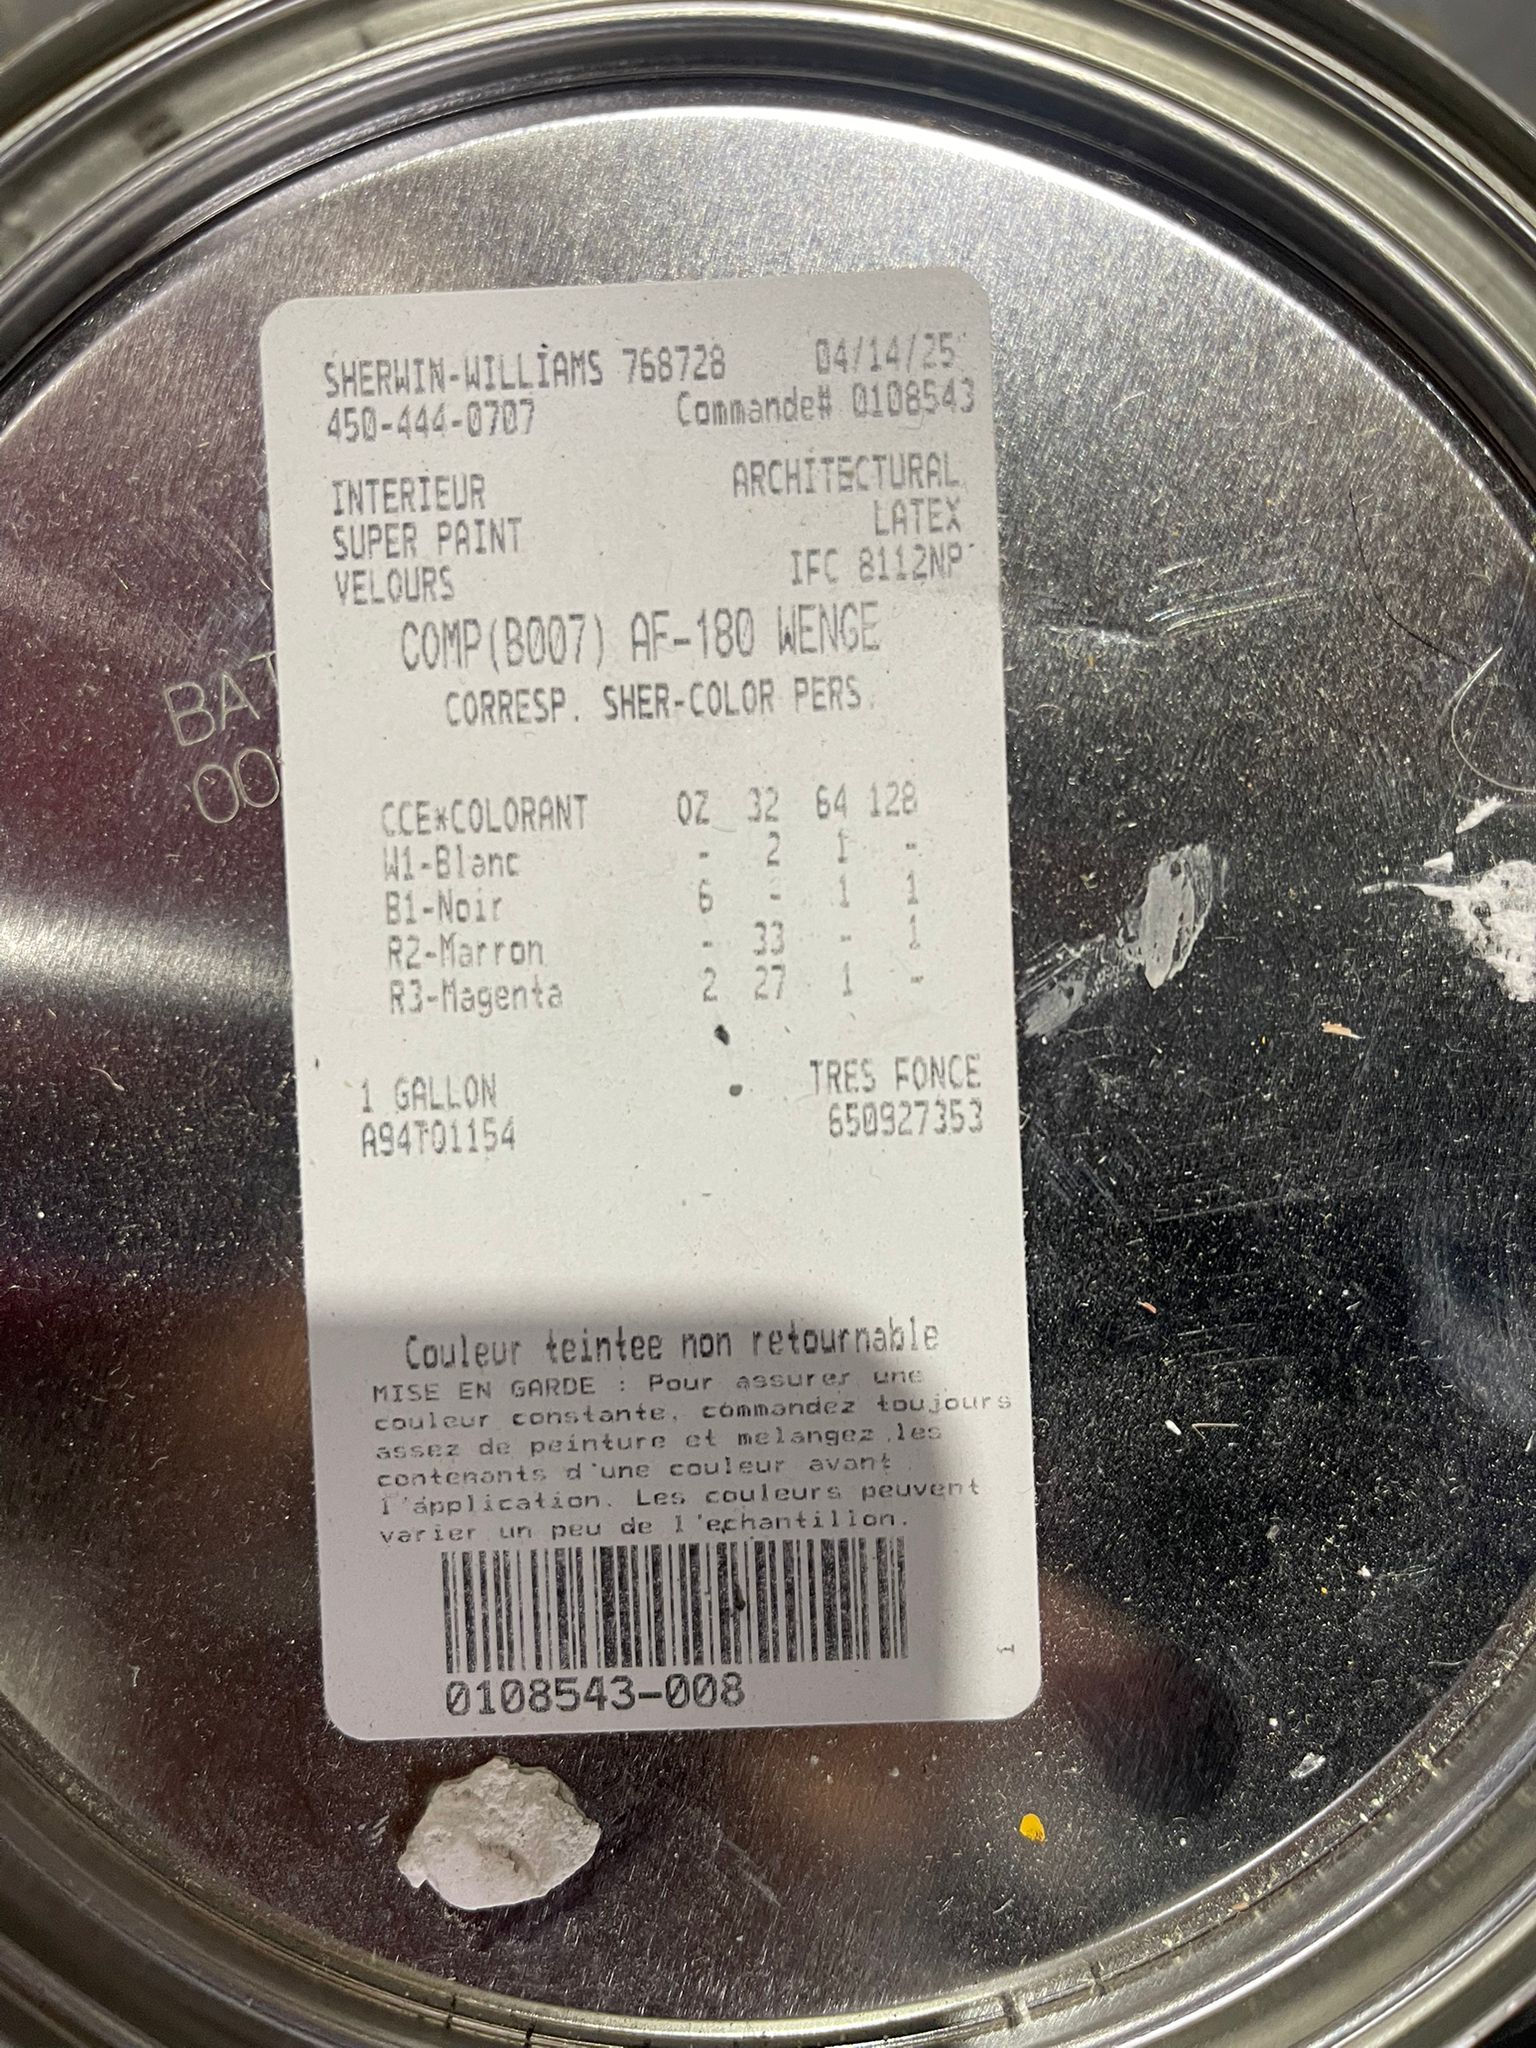 SHERWIN-WILLIAMS 768728 04/14/25
450-444-0707 Commande# 0108543
INTERIEUR ARCHITECTURAL
SUPER PAINT LATEX
VELOURS IFC 8112NP
COMP(B007) AF-180 WENGE
CORRESP. SHER-COLOR PERS.
CCE*COLORANT OZ 32 64 128
W1-Blanc - 2 1 -
B1-Noir 6 - 1 1
R2-Marron - 33 - 1
R3-Magenta 2 27 1 -
1 GALLON TRES FONCE
A94T01154 650927353
Couleur teintee non retournable
MISE EN GARDE : Pour assurer une
couleur constante, commandez toujours
assez de peinture et melangez les
contenants d'une couleur avant
l'application. Les couleurs peuvent
varier un peu de l'echantillon.
0108543-008